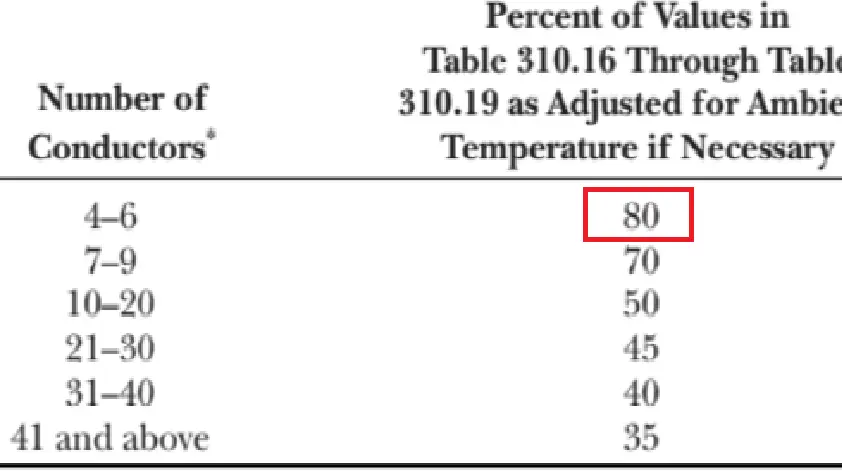 Percent of Values in
Table 310.16 Through Table
Number of 310.19 as Adjusted for Ambie
Conductors* Temperature if Necessary
4–6 80
7–9 70
10–20 50
21–30 45
31–40 40
41 and above 35